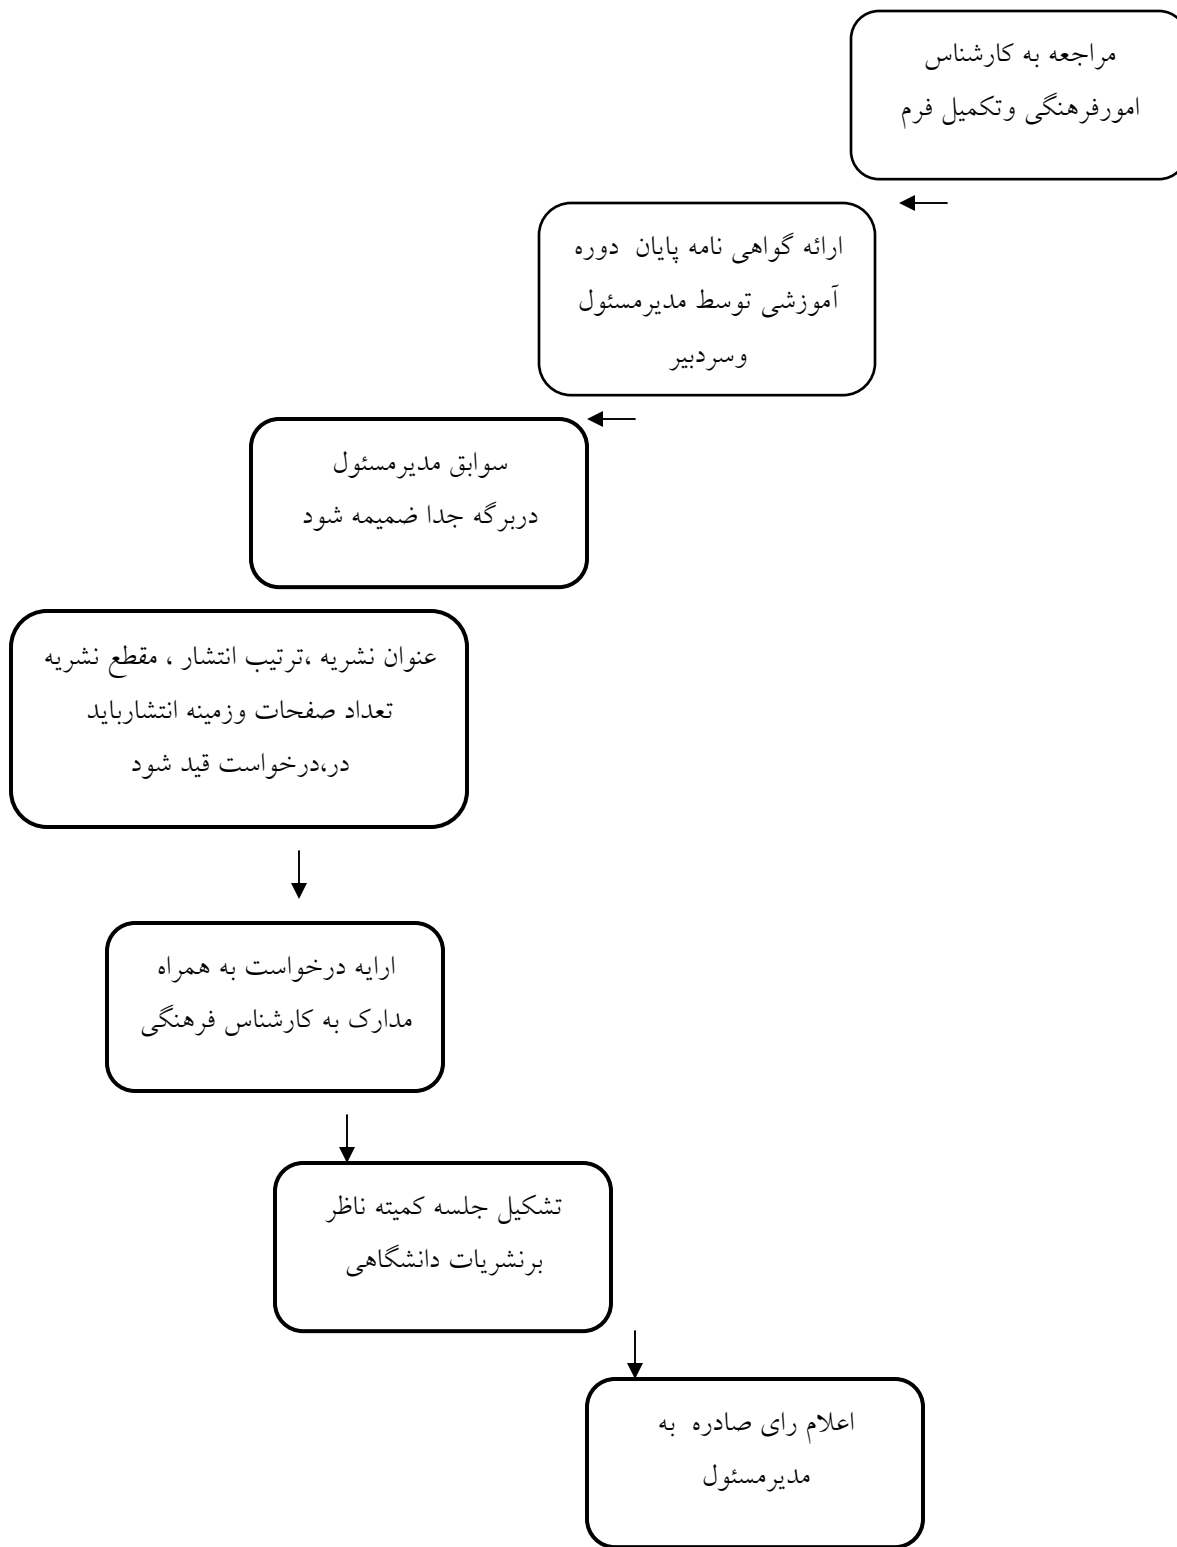 مراجعه به کارشناس
امورفرهنگی وتکمیل فرم
ارائه گواهی نامه پایان دوره
آموزشی توسط مدیرمسئول
وسردبیر
سوابق مدیرمسئول
دربرگه جدا ضمیمه شود
عنوان نشریه ،ترتیب انتشار ، مقطع نشریه
تعداد صفحات وزمینه انتشارباید
در،درخواست قید شود
ارایه درخواست به همراه
مدارک به کارشناس فرهنگی
تشکیل جلسه کمیته ناظر
برنشریات دانشگاهی
اعلام رای صادره به
مدیرمسئول